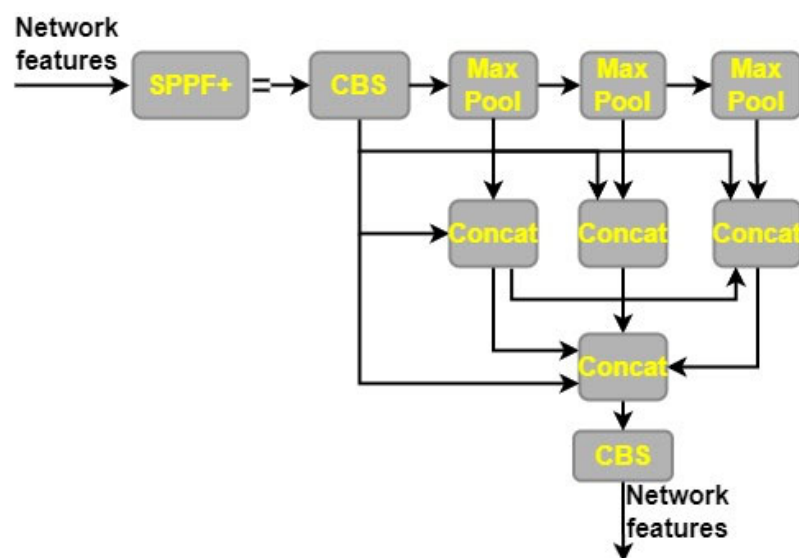 Network
features
SPPF+
=
CBS
Max
Pool
Max
Pool
Max
Pool
Concat
Concat
Concat
Concat
CBS
Network
features